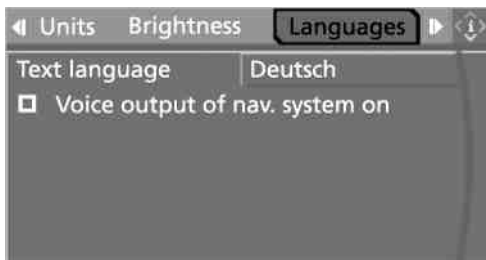 Units Brightness Languages
Text language Deutsch
Voice output of nav. system on